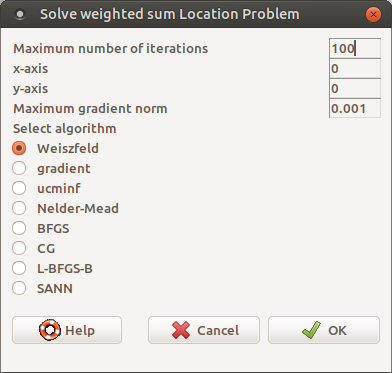 Solve weighted sum Location Problem
Maximum number of iterations 100
x-axis 0
y-axis 0
Maximum gradient norm 0.001
Select algorithm
Weiszfeld
gradient
ucminf
Nelder-Mead
BFGS
CG
L-BFGS-B
SANN
Help Cancel OK